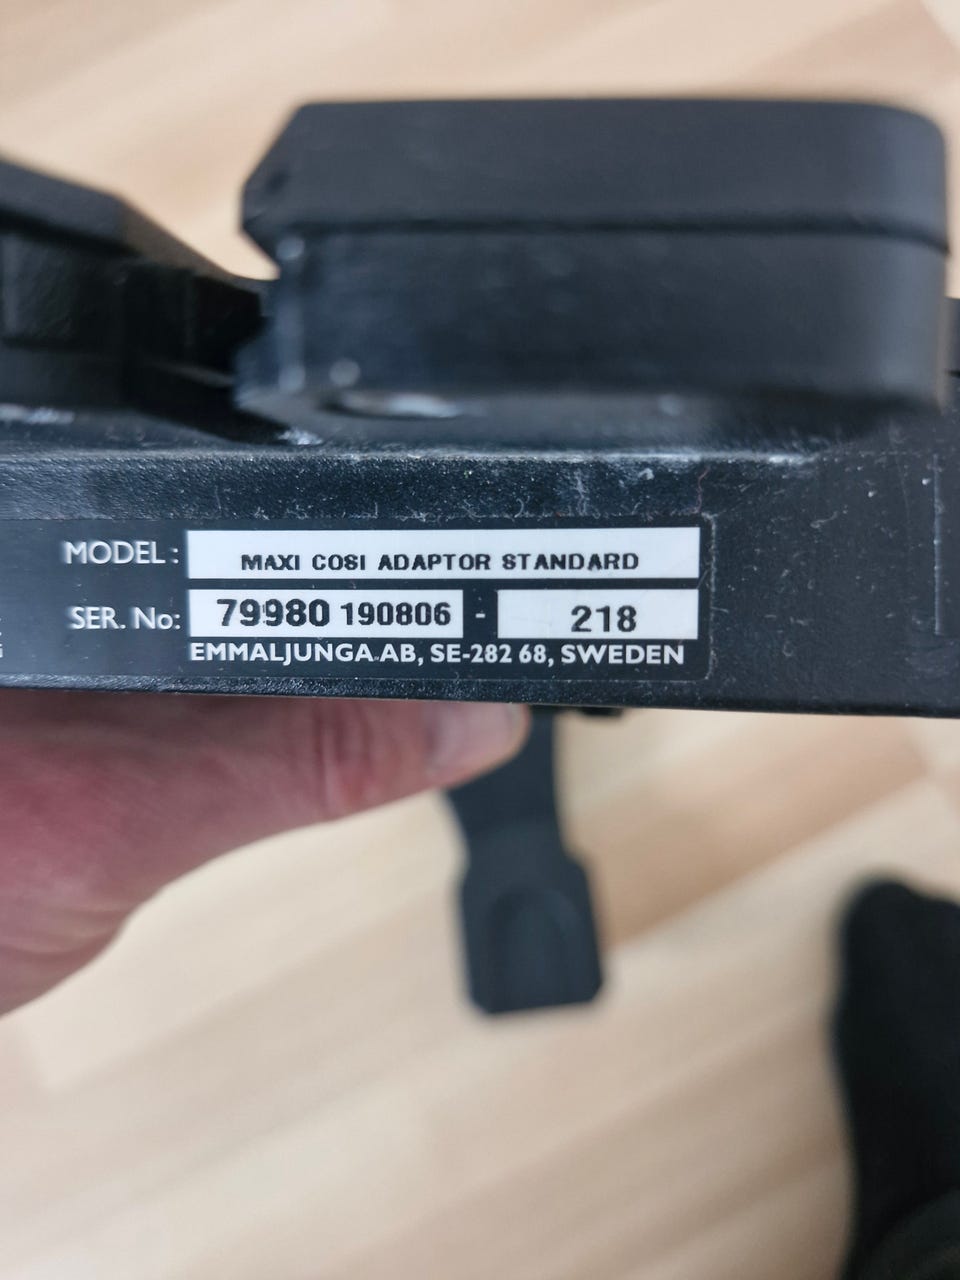 MODEL: MAXI COSI ADAPTOR STANDARD
SER. No: 79980 190806 - 218
EMMALJUNGA AB, SE-282 68, SWEDEN